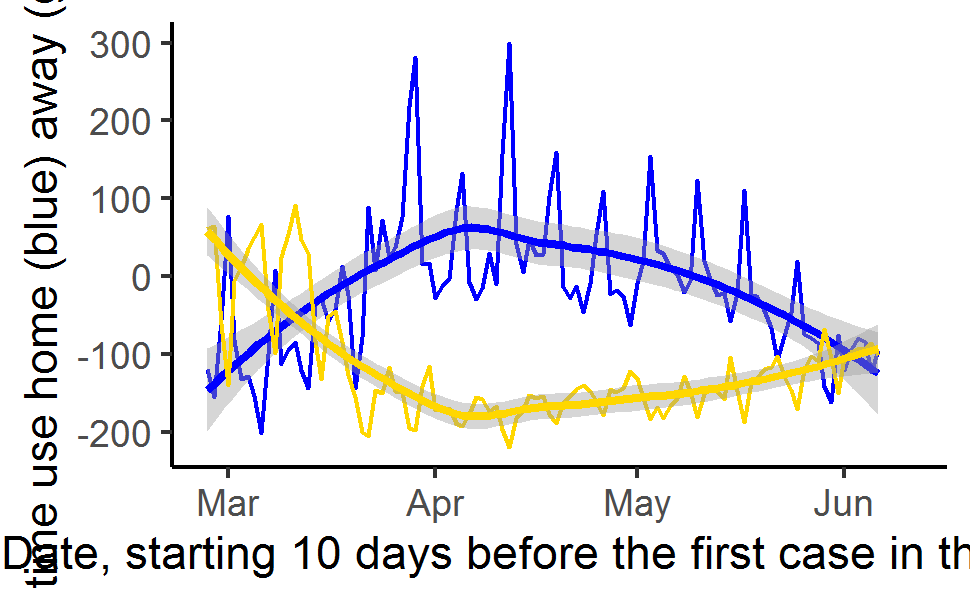 time use home (blue) away (
300
200
100
0
-100
-200
Mar Apr May Jun
Date, starting 10 days before the first case in th